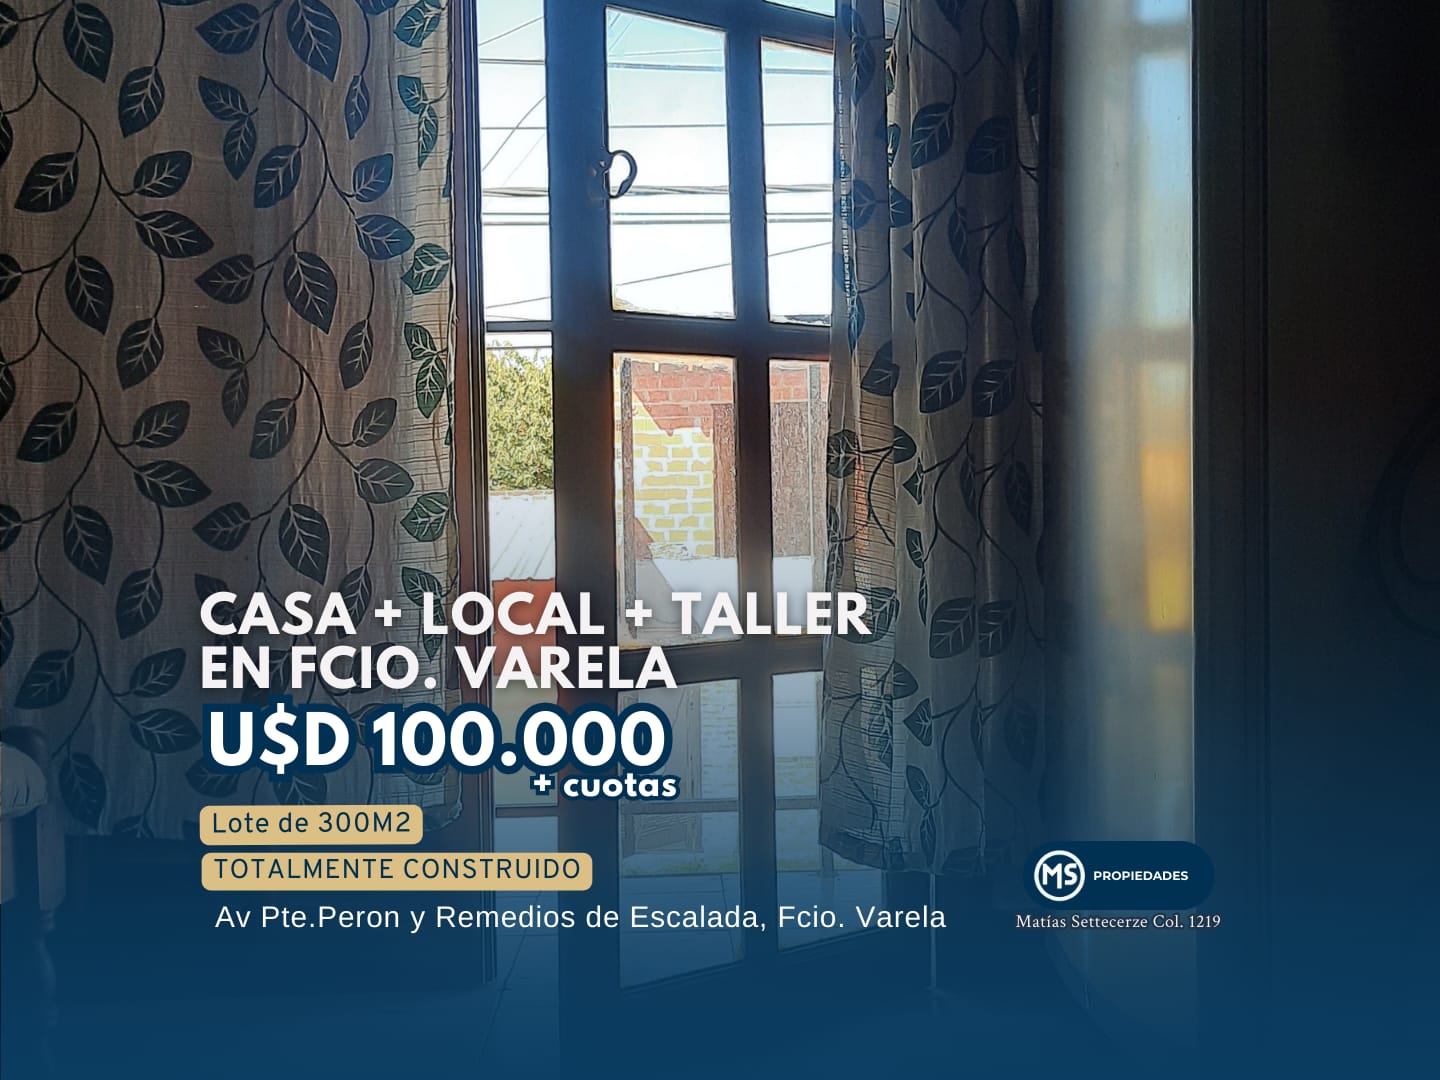 CASA + LOCAL + TALLER
EN FCIO. VARELA
U$D 100.000
+ cuotas
Lote de 300M2
TOTALMENTE CONSTRUIDO
Av Pte.Peron y Remedios de Escalada, Fcio. Varela
MS PROPIEDADES
Matías Settecerze Col. 1219